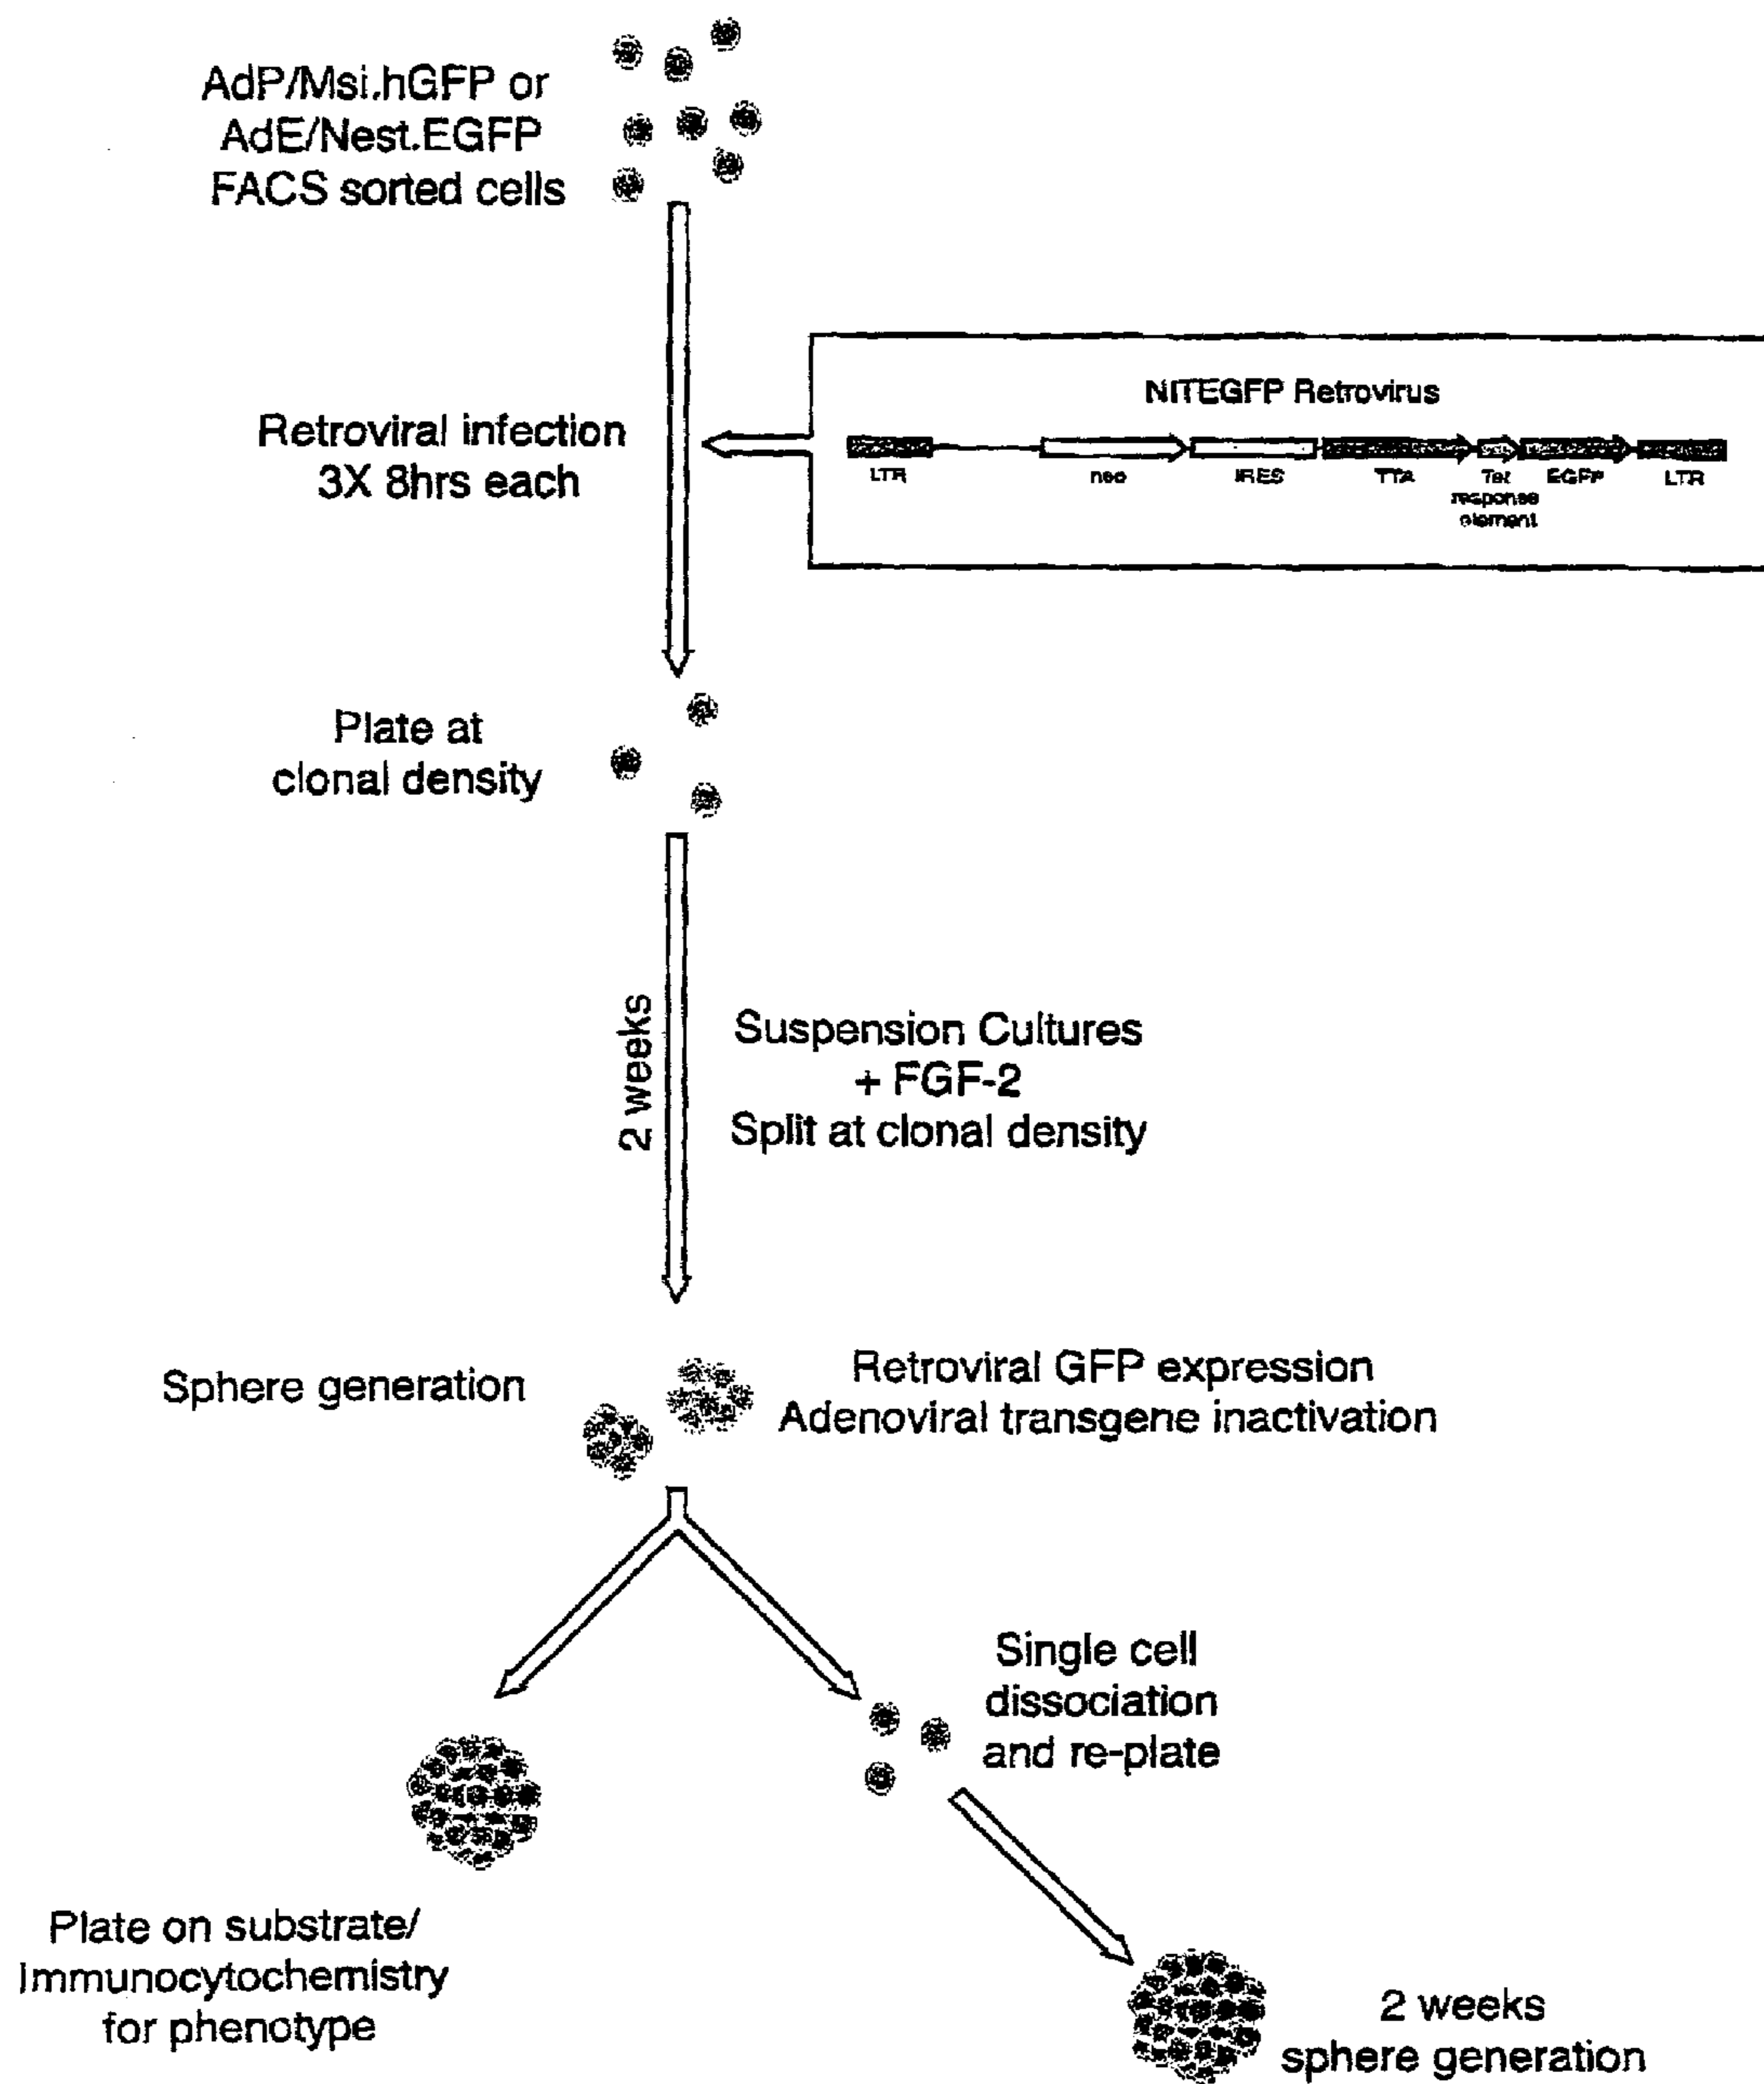 AdP/Msi.hGFP or
AdE/Nest.EGFP
FACS sorted cells
Retroviral infection
3X 8hrs each
NITEGFP Retrovirus
LTR
neo
IRES
TTA
Tet
response
element
EGFP
LTR
Plate at
clonal density
2 weeks
Suspension Cultures
+ FGF-2
Split at clonal density
Sphere generation
Retroviral GFP expression
Adenoviral transgene inactivation
Single cell
dissociation
and re-plate
Plate on substrate/
Immunocytochemistry
for phenotype
2 weeks
sphere generation